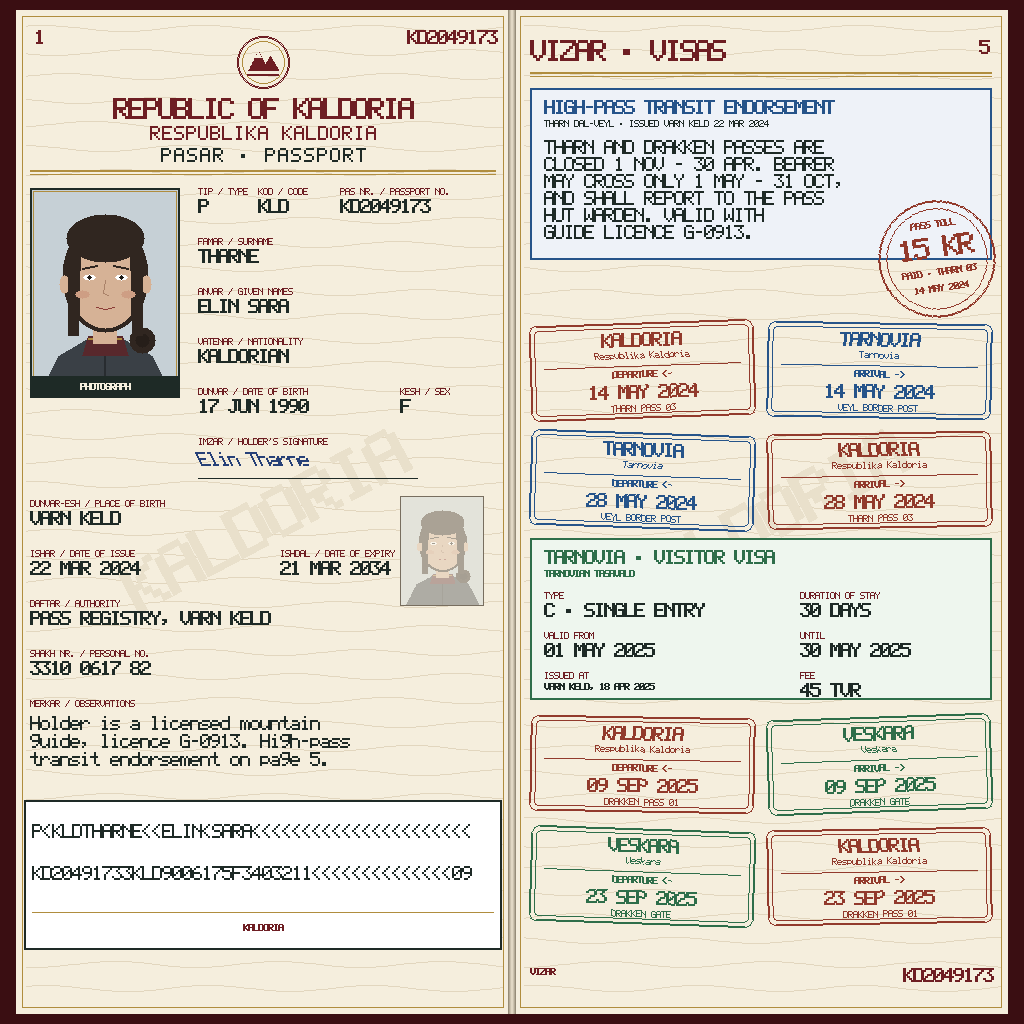 1
KD2049173
REPUBLIC OF KALDORIA
RESPUBLIKA KALDORIA
PASAR · PASSPORT
TIP / TYPE KOD / CODE PAS NR. / PASSPORT NO.
P KLD KD2049173
FAMAR / SURNAME
THARNE
ANVAR / GIVEN NAMES
ELIN SARA
VATENAR / NATIONALITY
KALDORIAN
DUNVAR / DATE OF BIRTH KESH / SEX
17 JUN 1990 F
PHOTOGRAPH
IMZAR / HOLDER'S SIGNATURE
Elin Tharne
DUNVAR-ESH / PLACE OF BIRTH
VARN KELD
ISHAR / DATE OF ISSUE ISHDAL / DATE OF EXPIRY
22 MAR 2024 21 MAR 2034
DAFTAR / AUTHORITY
PASS REGISTRY, VARN KELD
SHAKH NR. / PERSONAL NO.
3310 0617 82
MERKAR / OBSERVATIONS
Holder is a licensed mountain
guide, licence G-0913. High-pass
transit endorsement on page 5.
KALDORIA
P<KLDTHARNE<<ELIN<SARA<<<<<<<<<<<<<<<<<<<<<<
KD20491733KLD9006175F3403211<<<<<<<<<<<<<<09
KALDORIA
VIZAR · VISAS
5
HIGH-PASS TRANSIT ENDORSEMENT
THARN DAL-VEYL · ISSUED VARN KELD 22 MAR 2024
THARN AND DRAKKEN PASSES ARE
CLOSED 1 NOV - 30 APR. BEARER
MAY CROSS ONLY 1 MAY - 31 OCT,
AND SHALL REPORT TO THE PASS
HUT WARDEN. VALID WITH
GUIDE LICENCE G-0913.
PASS TOLL
15 KR
PAID · THARN 03
14 MAY 2024
KALDORIA
Respublika Kaldoria
DEPARTURE <-
14 MAY 2024
THARN PASS 03
TARNOVIA
Tarnovia
ARRIVAL ->
14 MAY 2024
VEYL BORDER POST
TARNOVIA
Tarnovia
DEPARTURE <-
28 MAY 2024
VEYL BORDER POST
KALDORIA
Respublika Kaldoria
ARRIVAL ->
28 MAY 2024
THARN PASS 03
TARNOVIA · VISITOR VISA
TARNOVIAN TASAVALD
TYPE DURATION OF STAY
C · SINGLE ENTRY 30 DAYS
VALID FROM UNTIL
01 MAY 2025 30 MAY 2025
ISSUED AT FEE
VARN KELD, 18 APR 2025 45 TVR
KALDORIA
Respublika Kaldoria
DEPARTURE <-
09 SEP 2025
DRAKKEN PASS 01
VESKARA
Veskara
ARRIVAL ->
09 SEP 2025
DRAKKEN GATE
VESKARA
Veskara
DEPARTURE <-
23 SEP 2025
DRAKKEN GATE
KALDORIA
Respublika Kaldoria
ARRIVAL ->
23 SEP 2025
DRAKKEN PASS 01
VIZAR
KD2049173